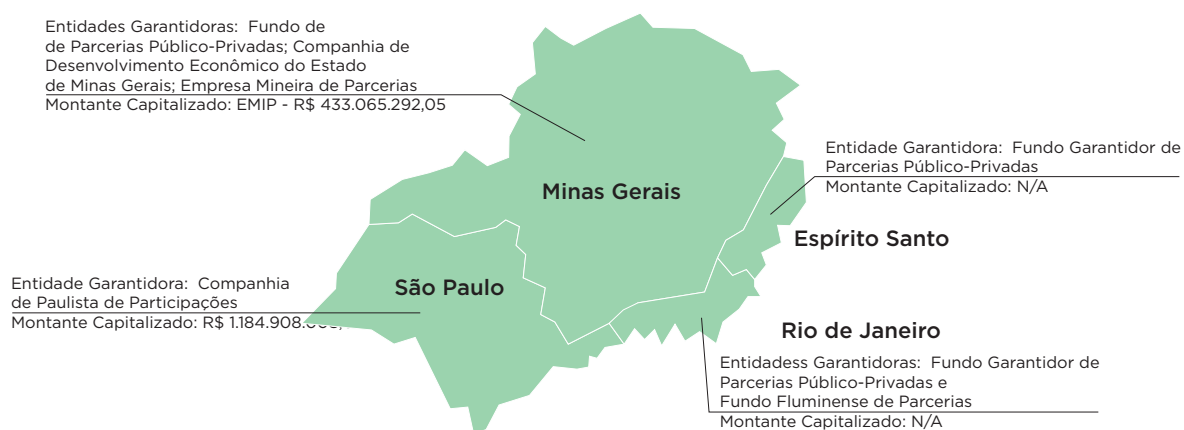 Entidades Garantidoras: Fundo de
de Parcerias Público-Privadas; Companhia de
Desenvolvimento Econômico do Estado
de Minas Gerais; Empresa Mineira de Parcerias
Montante Capitalizado: EMIP - R$ 433.065.292,05
Entidade Garantidora: Fundo Garantidor de
Parcerias Público-Privadas
Montante Capitalizado: N/A
Minas Gerais
Espírito Santo
Entidade Garantidora: Companhia
de Paulista de Participações
Montante Capitalizado: R$ 1.184.908.
São Paulo
Rio de Janeiro
Entidadess Garantidoras: Fundo Garantidor de
Parcerias Público-Privadas e
Fundo Fluminense de Parcerias
Montante Capitalizado: N/A